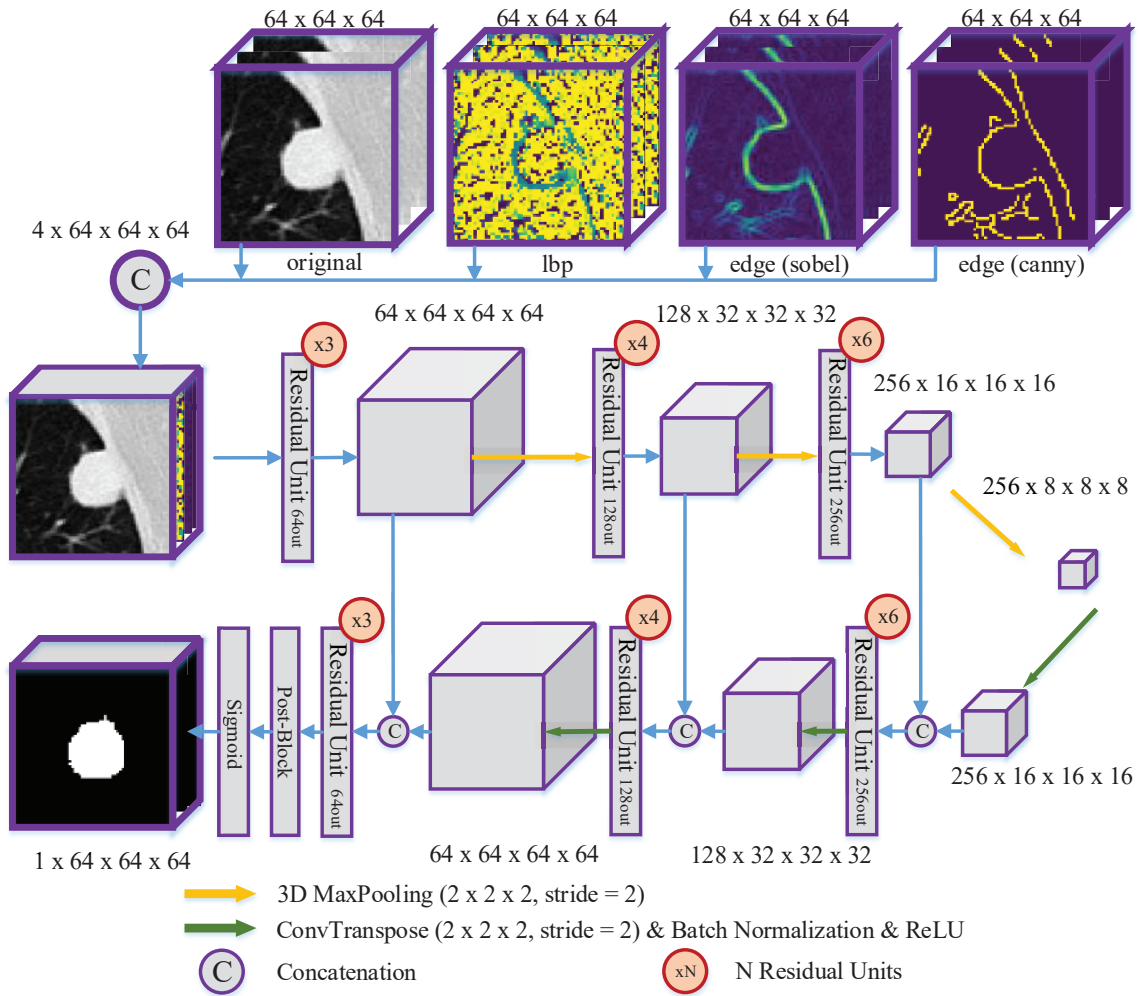 64 x 64 x 64
64 x 64 x 64
64 x 64 x 64
64 x 64 x 64
original
lbp
edge (sobel)
edge (canny)
4 x 64 x 64 x 64
C
64 x 64 x 64 x 64
128 x 32 x 32 x 32
256 x 16 x 16 x 16
256 x 8 x 8 x 8
x3
Residual Unit 64out
x4
Residual Unit 128out
x6
Residual Unit 256out
Sigmoid
Post-Block
x3
Residual Unit 64out
C
x4
Residual Unit 128out
C
x6
Residual Unit 256out
C
256 x 16 x 16 x 16
1 x 64 x 64 x 64
64 x 64 x 64 x 64
128 x 32 x 32 x 32
3D MaxPooling (2 x 2 x 2, stride = 2)
ConvTranspose (2 x 2 x 2, stride = 2) & Batch Normalization & ReLU
C
Concatenation
xN
N Residual Units